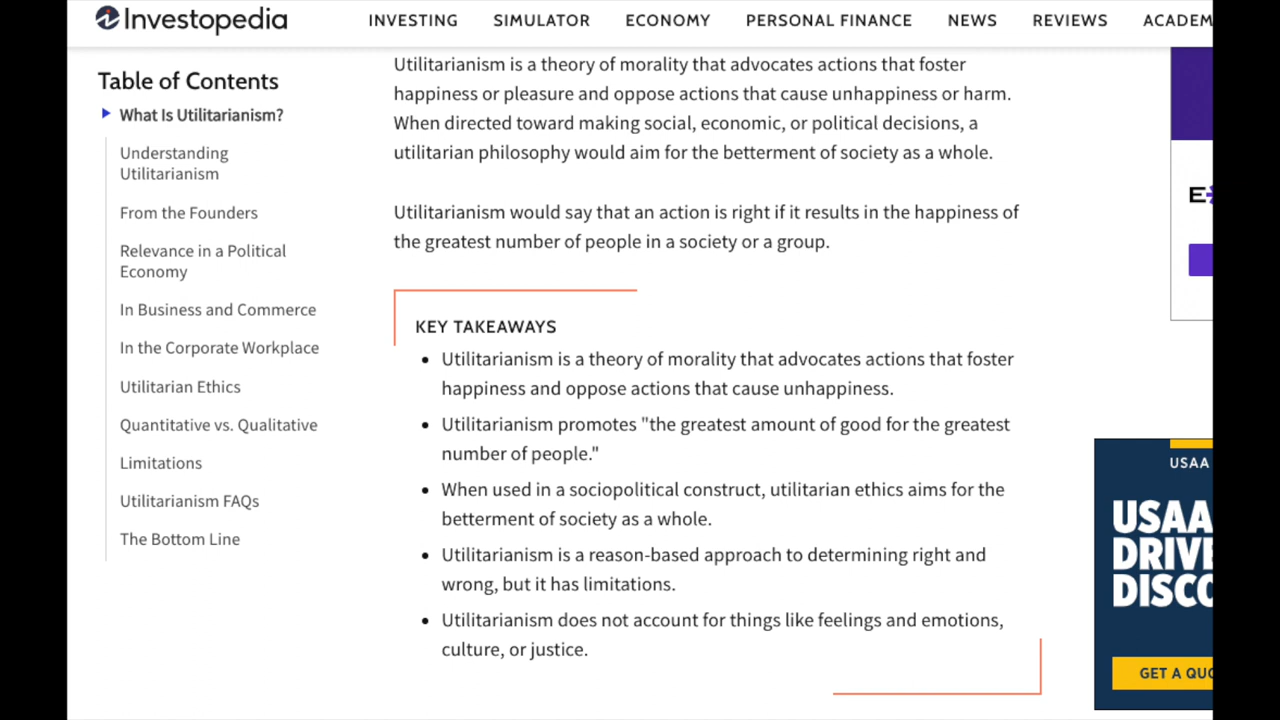 Investopedia
INVESTING SIMULATOR ECONOMY PERSONAL FINANCE NEWS REVIEWS
Table of Contents
What Is Utilitarianism?
Understanding
Utilitarianism
From the Founders
Relevance in a Political
Economy
In Business and Commerce
In the Corporate Workplace
Utilitarian Ethics
Quantitative vs. Qualitative
Limitations
Utilitarianism FAQs
The Bottom Line
Utilitarianism is a theory of morality that advocates actions that foster
happiness or pleasure and oppose actions that cause unhappiness or harm.
When directed toward making social, economic, or political decisions, a
utilitarian philosophy would aim for the betterment of society as a whole.
Utilitarianism would say that an action is right if it results in the happiness of
the greatest number of people in a society or a group.
KEY TAKEAWAYS
Utilitarianism is a theory of morality that advocates actions that foster
happiness and oppose actions that cause unhappiness.
Utilitarianism promotes "the greatest amount of good for the greatest
number of people."
When used in a sociopolitical construct, utilitarian ethics aims for the
betterment of society as a whole.
Utilitarianism is a reason-based approach to determining right and
wrong, but it has limitations.
Utilitarianism does not account for things like feelings and emotions,
culture, or justice.
USAA
USAA
GET A